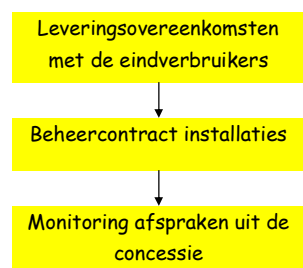 Leveringsovereenkomsten
met de eindverbruikers
Beheercontract installaties
Monitoring afspraken uit de
concessie